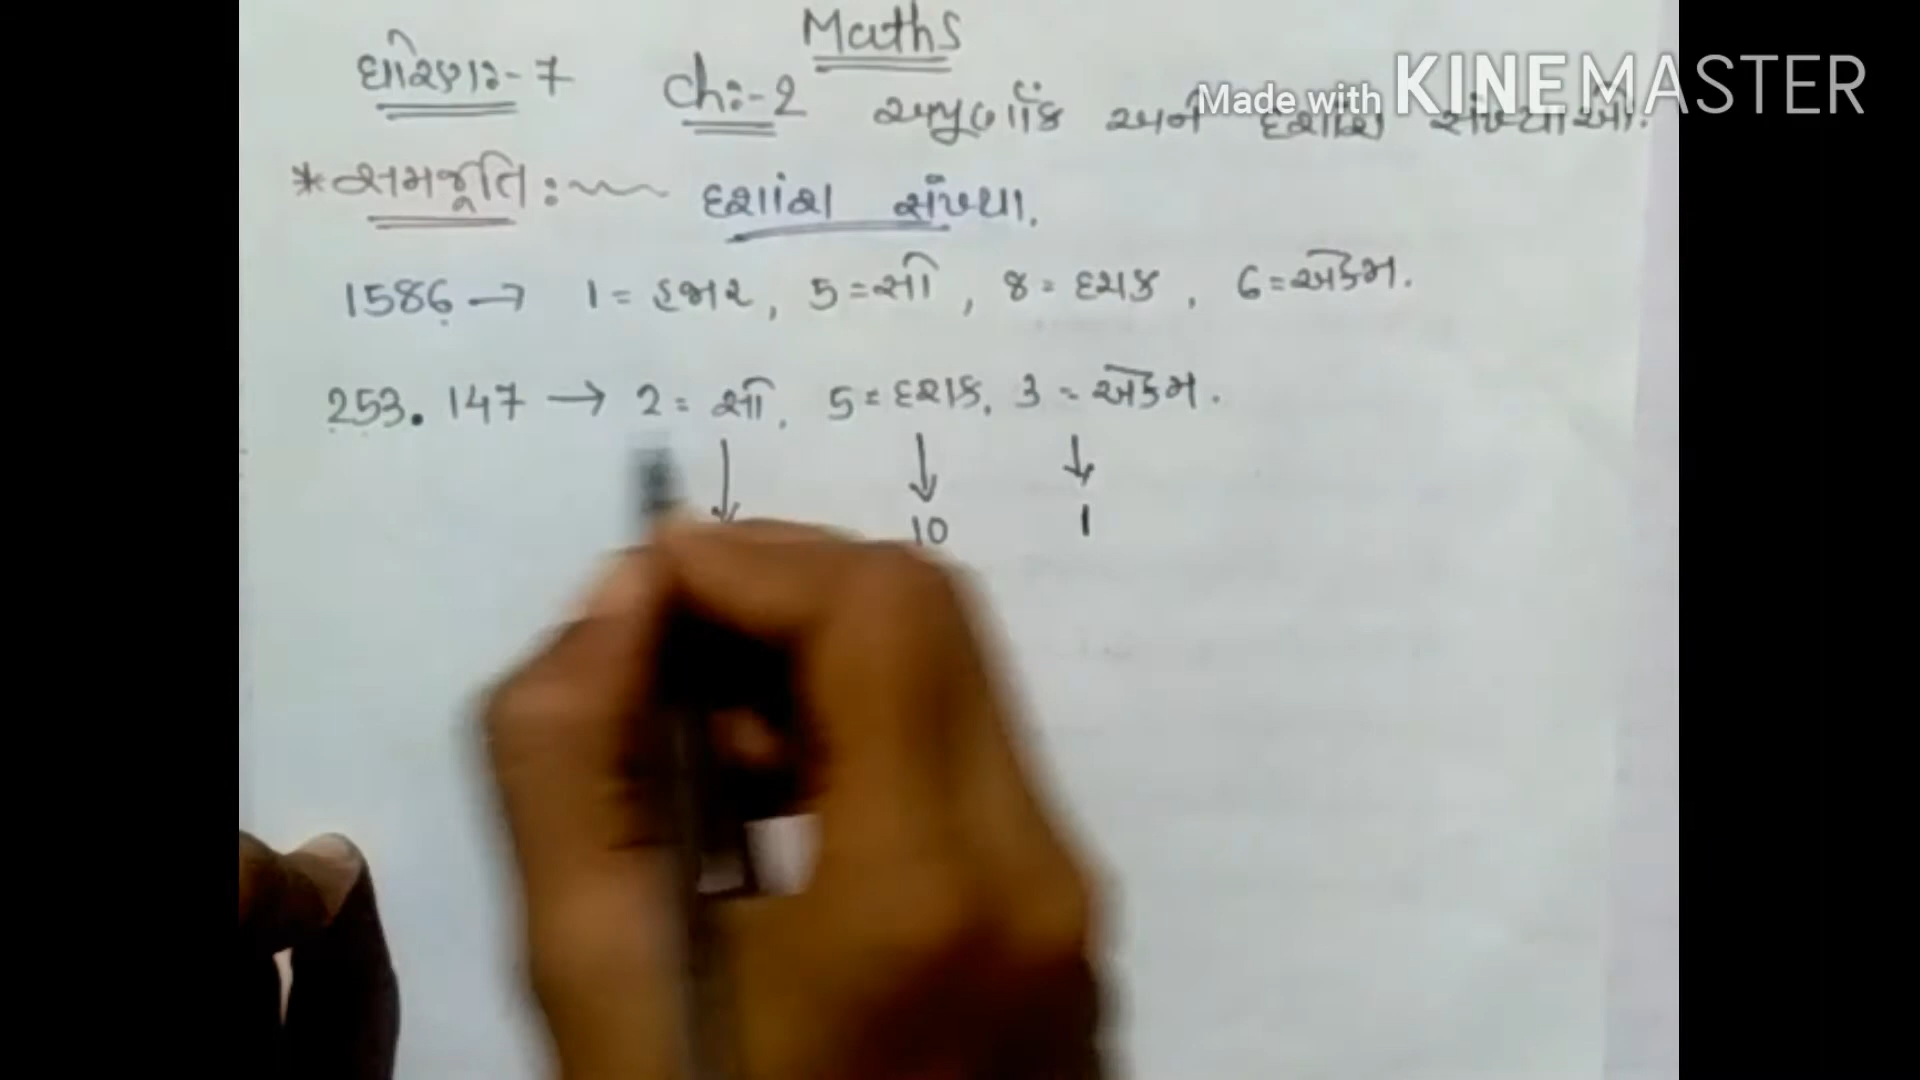 Maths
ધોરણઃ- 7 Chઃ-2 અપૂર્ણાંક અને દશાંશ સંખ્યાઓ.
Made with KINEMASTER
*સમજૂતિ : દશાંશ સંખ્યા.
1586 → 1 = હજાર, 5 = સો, 8 = દશક, 6 = એકમ.
253.147 → 2 = સો, 5 = દશક, 3 = એકમ.
↓ ↓ ↓
10 1